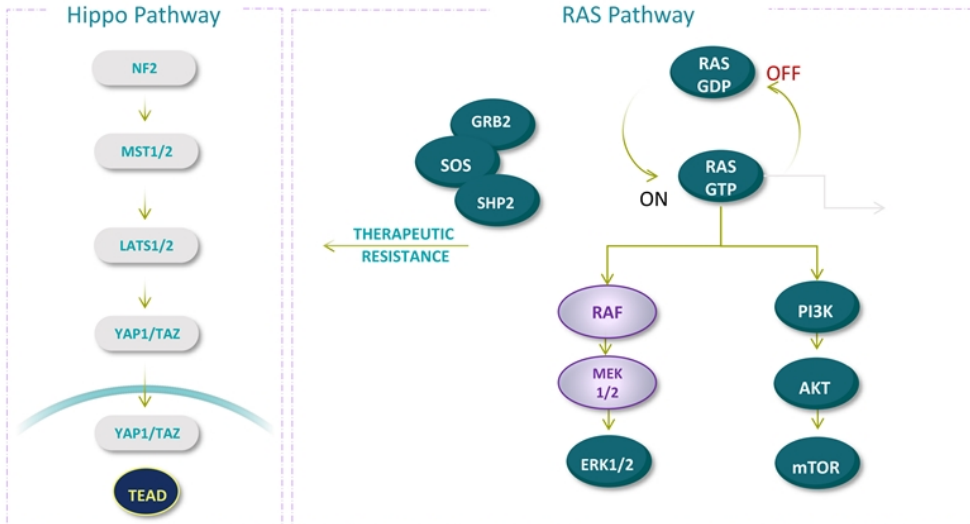 Hippo Pathway
NF2
MST1/2
LATS1/2
YAP1/TAZ
YAP1/TAZ
TEAD
RAS Pathway
RAS
GDP
OFF
GRB2
SOS
SHP2
RAS
GTP
ON
THERAPEUTIC
RESISTANCE
RAF
PI3K
MEK
1/2
AKT
ERK1/2
mTOR